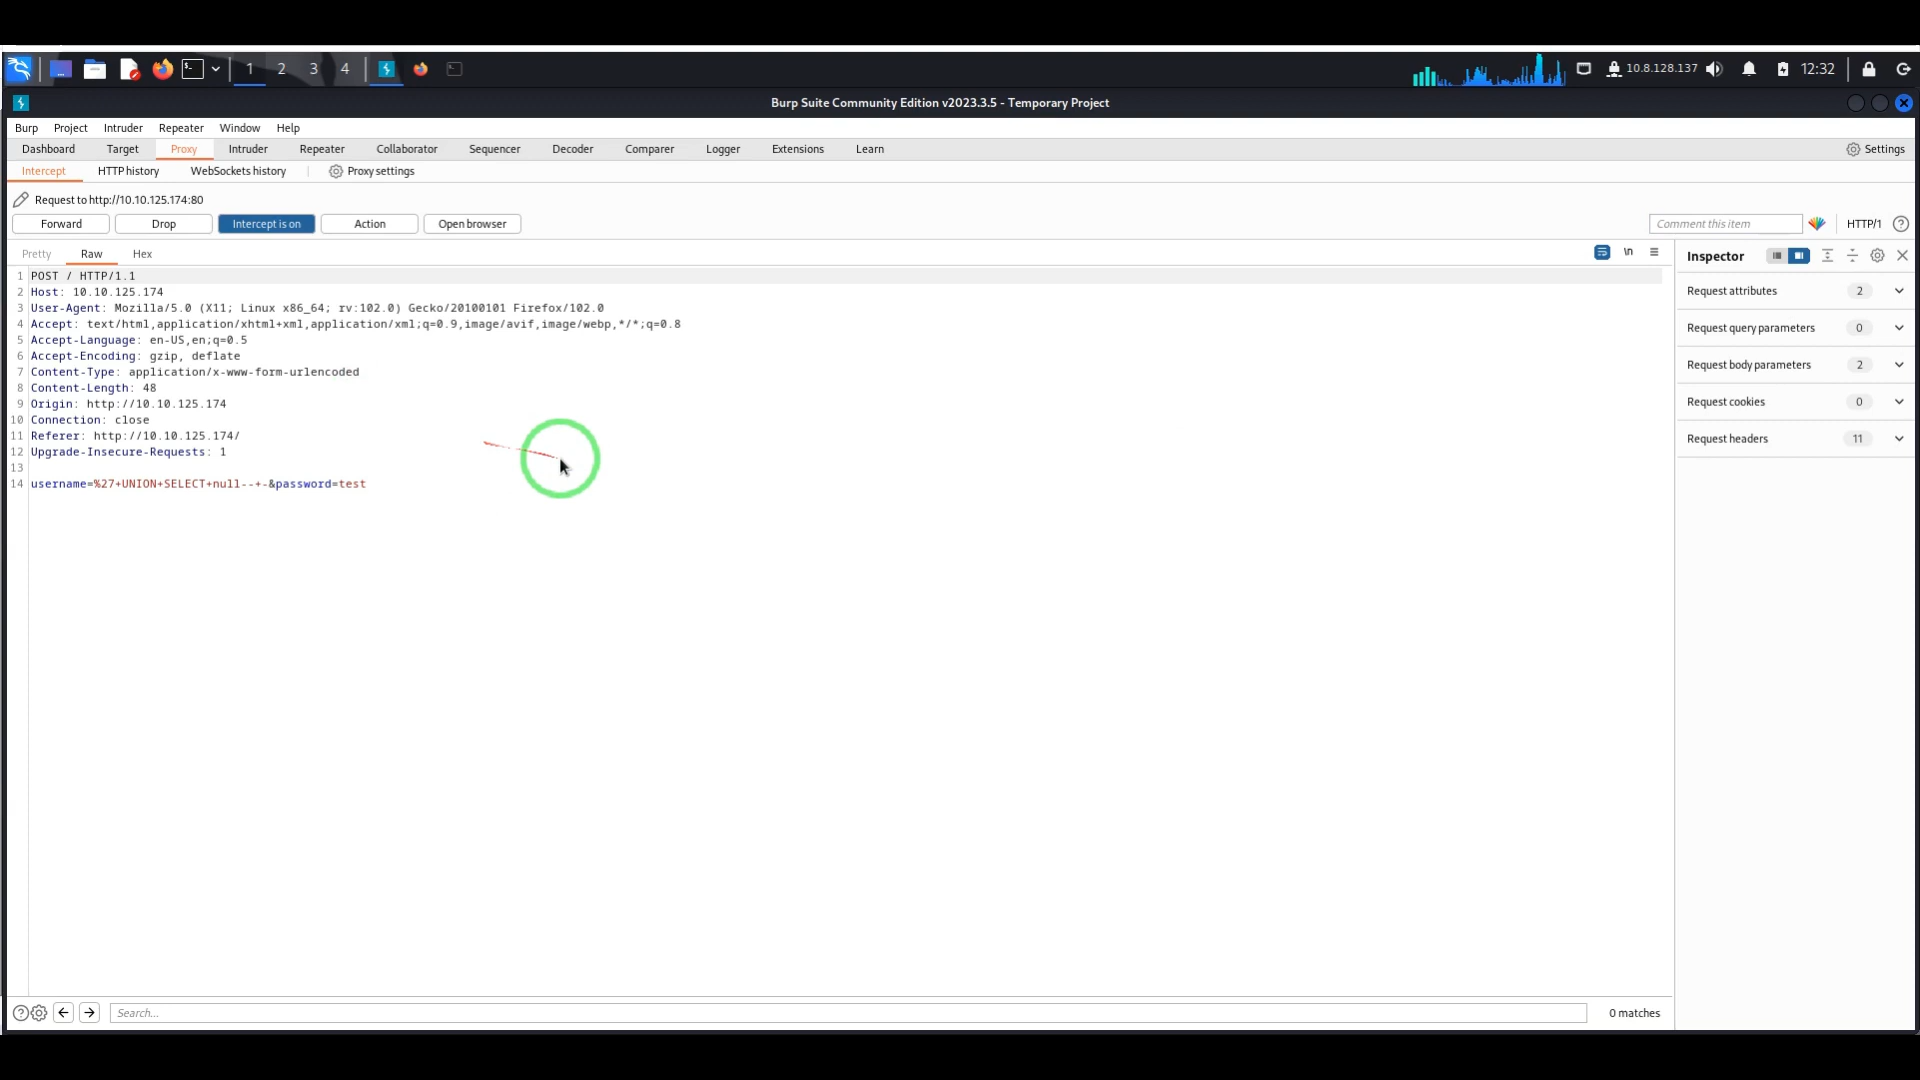 1 2 3 4 10.8.128.137 12:32
Burp Suite Community Edition v2023.3.5 - Temporary Project
Burp Project Intruder Repeater Window Help
Dashboard Target Proxy Intruder Repeater Collaborator Sequencer Decoder Comparer Logger Extensions Learn Settings
Intercept HTTP history WebSockets history Proxy settings
Request to http://10.10.125.174:80
Forward Drop Intercept is on Action Open browser Comment this item HTTP/1
Pretty Raw Hex \n
Inspector
1 POST / HTTP/1.1
2 Host: 10.10.125.174
3 User-Agent: Mozilla/5.0 (X11; Linux x86_64; rv:102.0) Gecko/20100101 Firefox/102.0
4 Accept: text/html,application/xhtml+xml,application/xml;q=0.9,image/avif,image/webp,*/*;q=0.8
5 Accept-Language: en-US,en;q=0.5
6 Accept-Encoding: gzip, deflate
7 Content-Type: application/x-www-form-urlencoded
8 Content-Length: 48
9 Origin: http://10.10.125.174
10 Connection: close
11 Referer: http://10.10.125.174/
12 Upgrade-Insecure-Requests: 1
13
14 username=%27+UNION+SELECT+null--+-&password=test
Request attributes 2
Request query parameters 0
Request body parameters 2
Request cookies 0
Request headers 11
Search... 0 matches